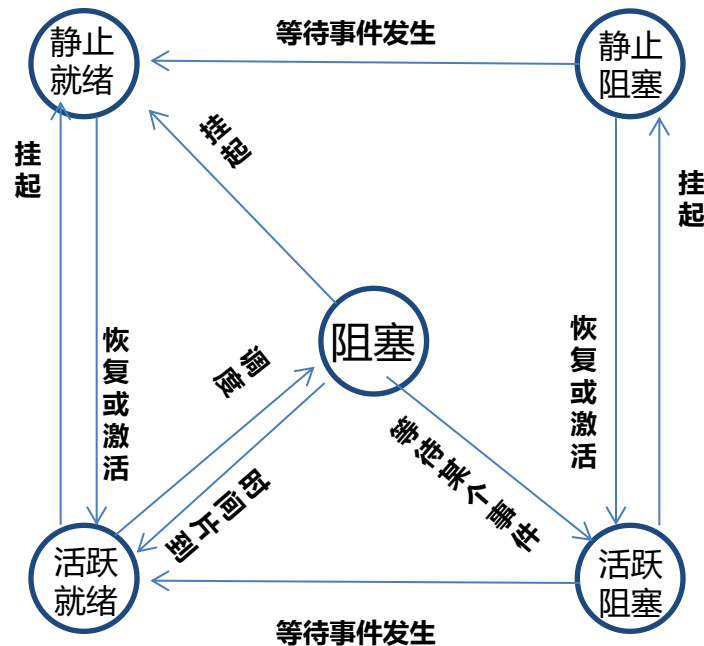 等待事件发生
静止
就绪
静止
阻塞
挂起
挂起
挂起
阻塞
恢复或激活
调度
恢复或激活
等待某个事件
时间片到
活跃
就绪
活跃
阻塞
等待事件发生